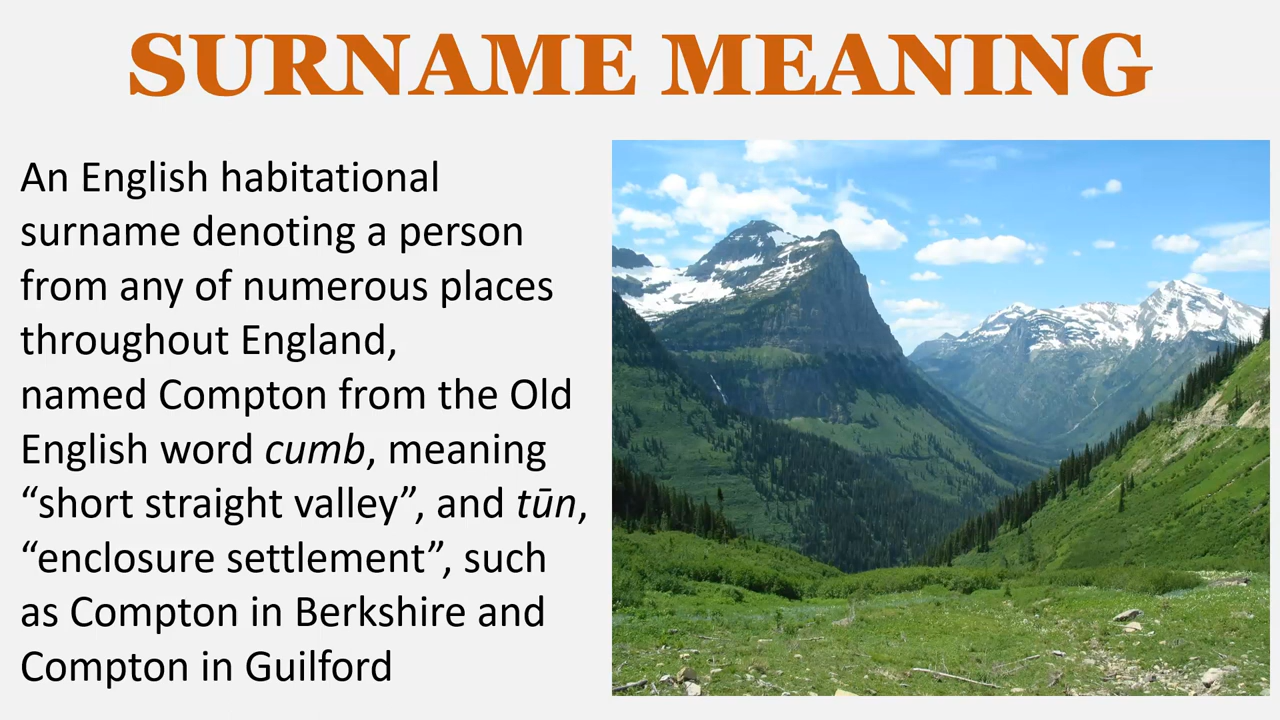 SURNAME MEANING
An English habitational
surname denoting a person
from any of numerous places
throughout England,
named Compton from the Old
English word cumb, meaning
“short straight valley”, and tūn,
“enclosure settlement”, such
as Compton in Berkshire and
Compton in Guilford